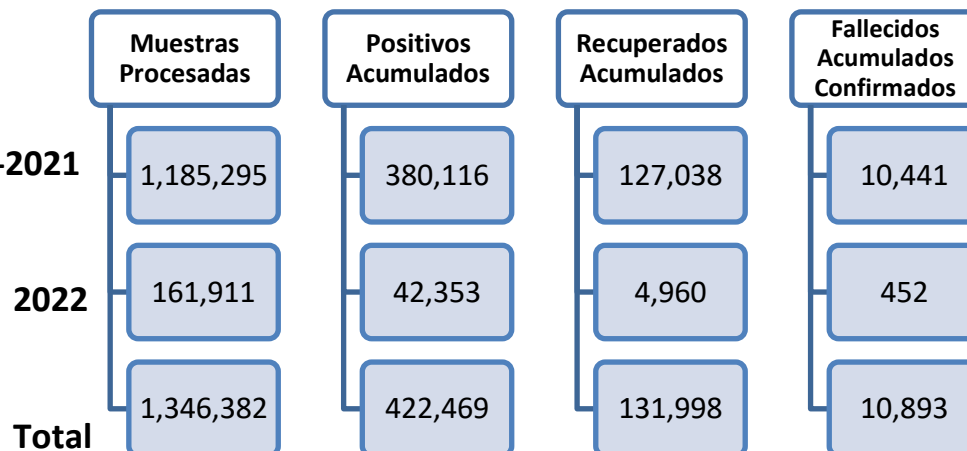 Muestras
Procesadas
Positivos
Acumulados
Recuperados
Acumulados
Fallecidos
Acumulados
Confirmados
-2021
1,185,295
380,116
127,038
10,441
2022
161,911
42,353
4,960
452
Total
1,346,382
422,469
131,998
10,893